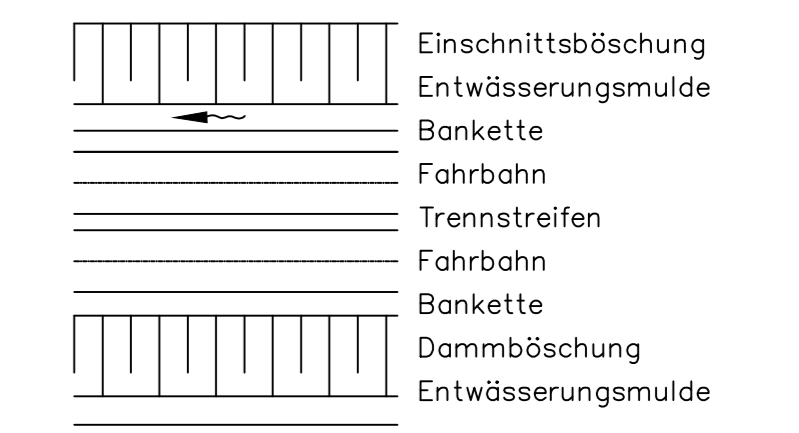 Einschnittsböschung
Entwässerungsmulde
Bankette
Fahrbahn
Trennstreifen
Fahrbahn
Bankette
Dammböschung
Entwässerungsmulde